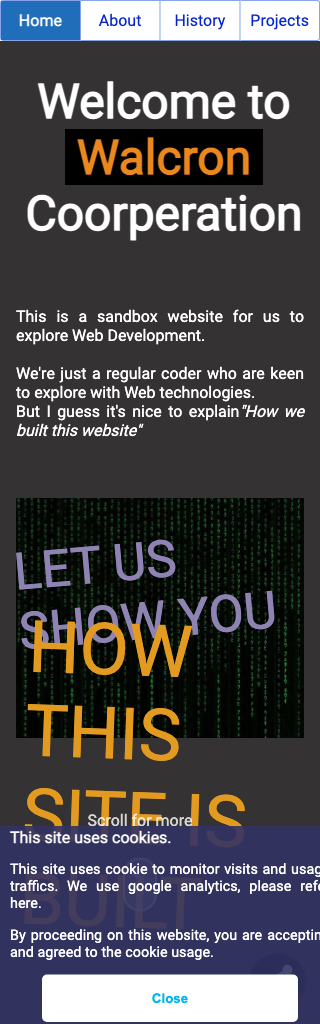 Home About History Projects
Welcome to
Walcron
Coorperation
This is a sandbox website for us to
explore Web Development.
We're just a regular coder who are keen
to explore with Web technologies.
But I guess it's nice to explain "How we
built this website"
LET US
SHOW YOU
HOW
THIS
SITE IS
BUILT
Scroll for more
This site uses cookies.
This site uses cookie to monitor visits and usag
traffics. We use google analytics, please refe
here.
By proceeding on this website, you are acceptin
and agreed to the cookie usage.
Close